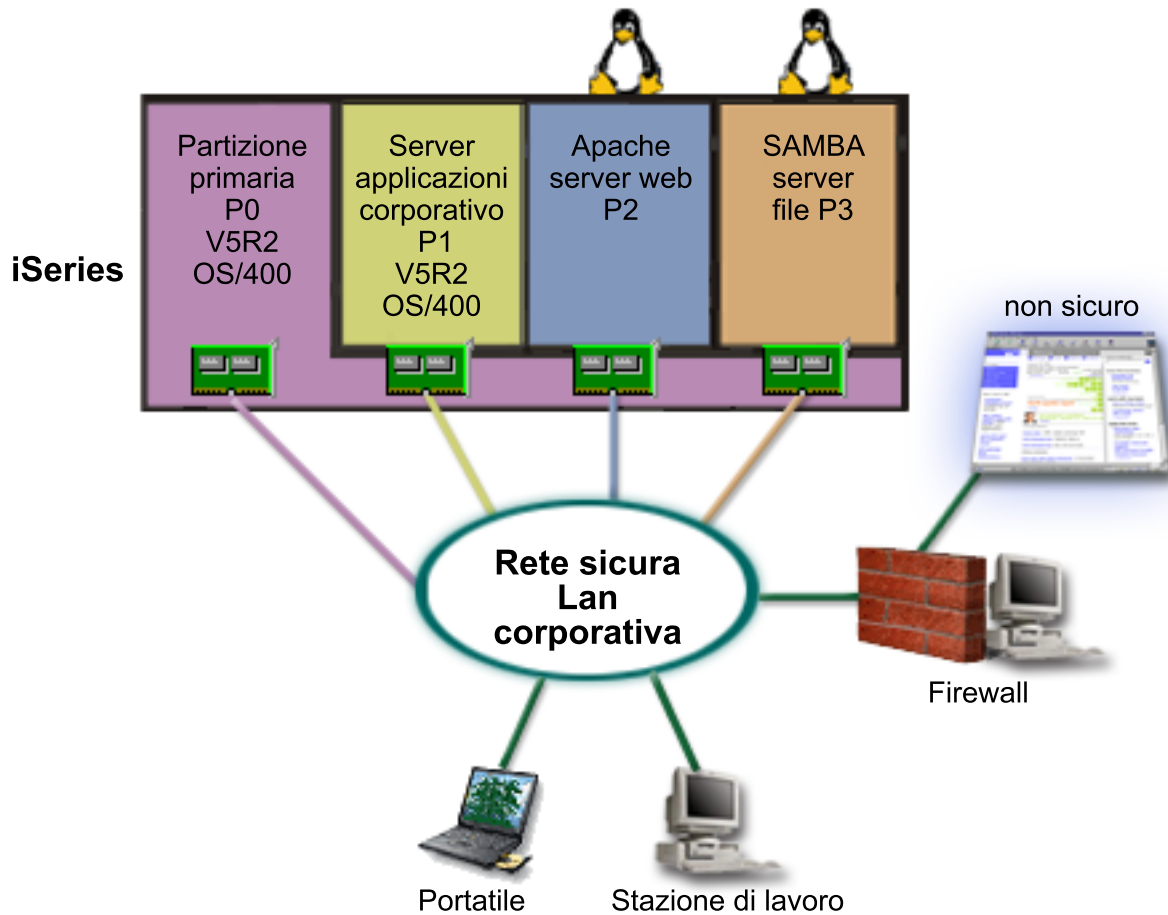 Partizione
primaria
P0
V5R2
OS/400
Server
applicazioni
corporativo
P1
V5R2
OS/400
Apache
server web
P2
SAMBA
server
file P3
iSeries
non sicuro
Rete sicura
Lan
corporativa
Firewall
Portatile
Stazione di lavoro